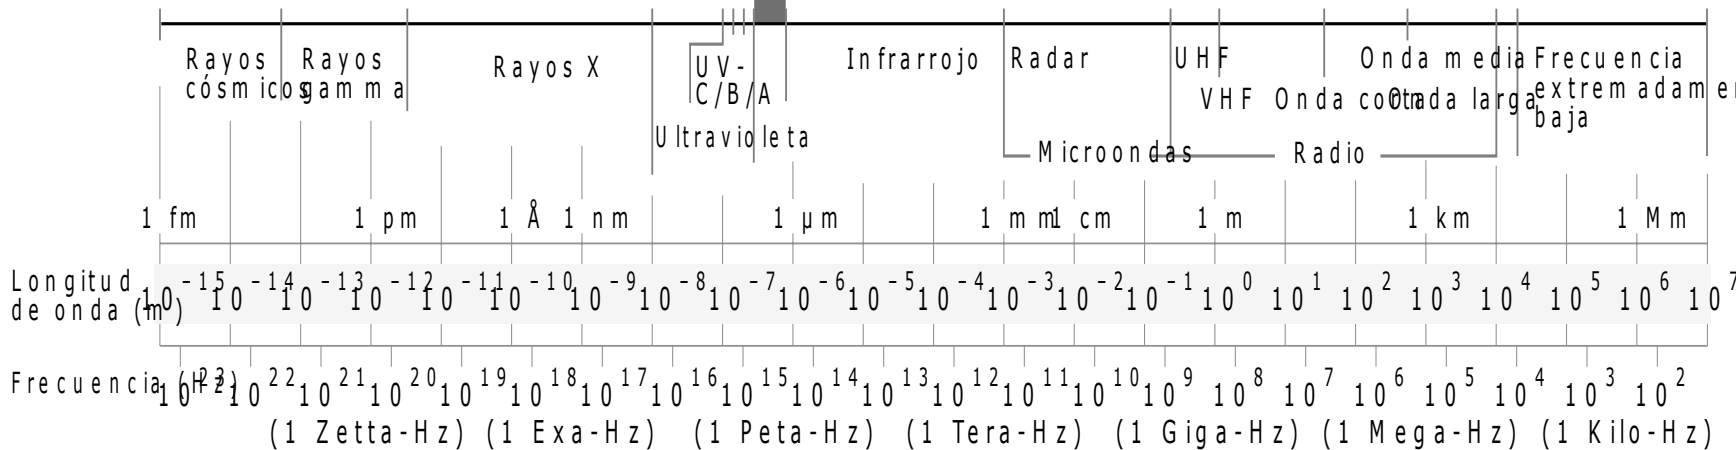 Rayos cósmicos
Rayos gamma
Rayos X
UV-C/B/A
Ultravioleta
Infrarrojo
Radar
UHF
VHF
Onda corta
Onda media
Onda larga
Frecuencia
extremadamen
baja
Microondas
Radio
1 fm 1 pm 1 Å 1 nm 1 µm 1 mm 1 cm 1 m 1 km 1 Mm
Longitud
de onda (m)
10⁻¹⁵ 10⁻¹⁴ 10⁻¹³ 10⁻¹² 10⁻¹¹ 10⁻¹⁰ 10⁻⁹ 10⁻⁸ 10⁻⁷ 10⁻⁶ 10⁻⁵ 10⁻⁴ 10⁻³ 10⁻² 10⁻¹ 10⁰ 10¹ 10² 10³ 10⁴ 10⁵ 10⁶ 10⁷
Frecuencia (Hz)
10²³ 10²² 10²¹ 10²⁰ 10¹⁹ 10¹⁸ 10¹⁷ 10¹⁶ 10¹⁵ 10¹⁴ 10¹³ 10¹² 10¹¹ 10¹⁰ 10⁹ 10⁸ 10⁷ 10⁶ 10⁵ 10⁴ 10³ 10²
(1 Zetta-Hz) (1 Exa-Hz) (1 Peta-Hz) (1 Tera-Hz) (1 Giga-Hz) (1 Mega-Hz) (1 Kilo-Hz)